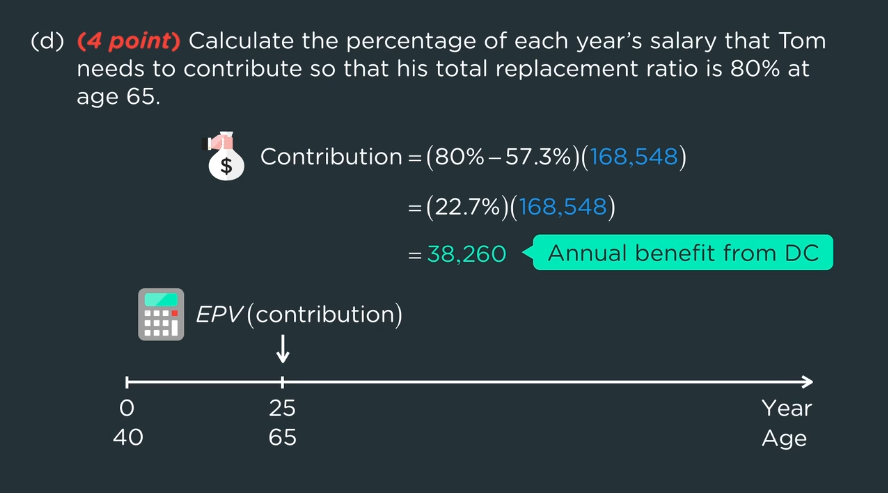 (d) (4 point) Calculate the percentage of each year’s salary that Tom
needs to contribute so that his total replacement ratio is 80% at
age 65.
$ Contribution = (80% – 57.3%)(168,548)
= (22.7%)(168,548)
= 38,260 Annual benefit from DC
EPV(contribution)
0 25 Year
40 65 Age